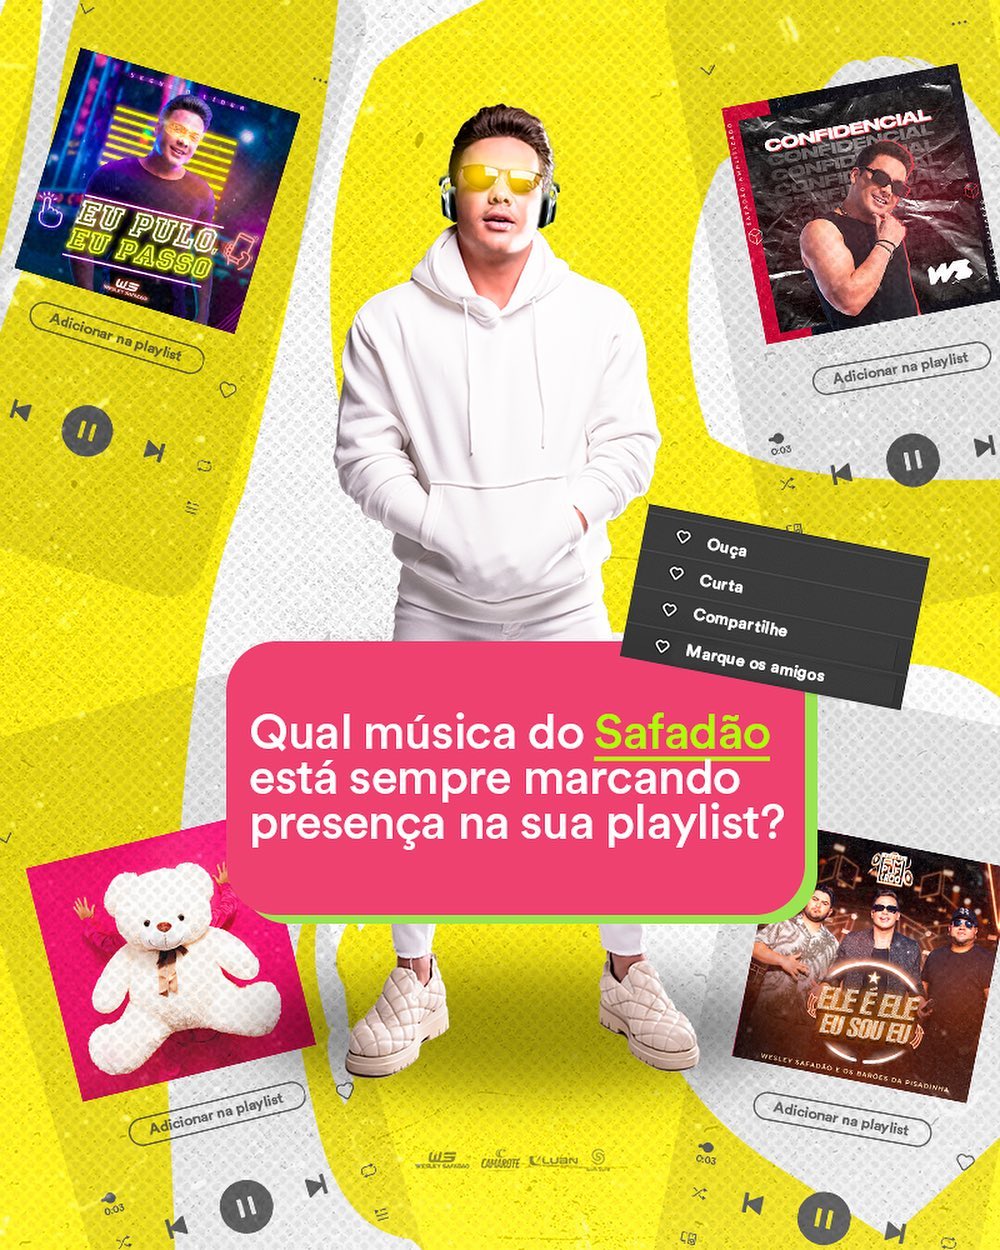 SEGUE O LÍDER
EU PULO,
EU PASSO
WS
WESLEY SAFADÃO
Adicionar na playlist
CONFIDENCIAL
CONFIDENCIAL
CONFIDENCIAL
CONFIDENCIAL
SAFADÃO AMPLIFICADO
WS
Adicionar na playlist
0:03
Ouça
Curta
Compartilhe
Marque os amigos
Qual música do Safadão
está sempre marcando
presença na sua playlist?
ELE É ELE
EU SOU EU
WESLEY SAFADÃO E OS BARÕES DA PISADINHA
Adicionar na playlist
0:03
Adicionar na playlist
0:03
WS
WESLEY SAFADÃO
CAMAROTE
LUAN